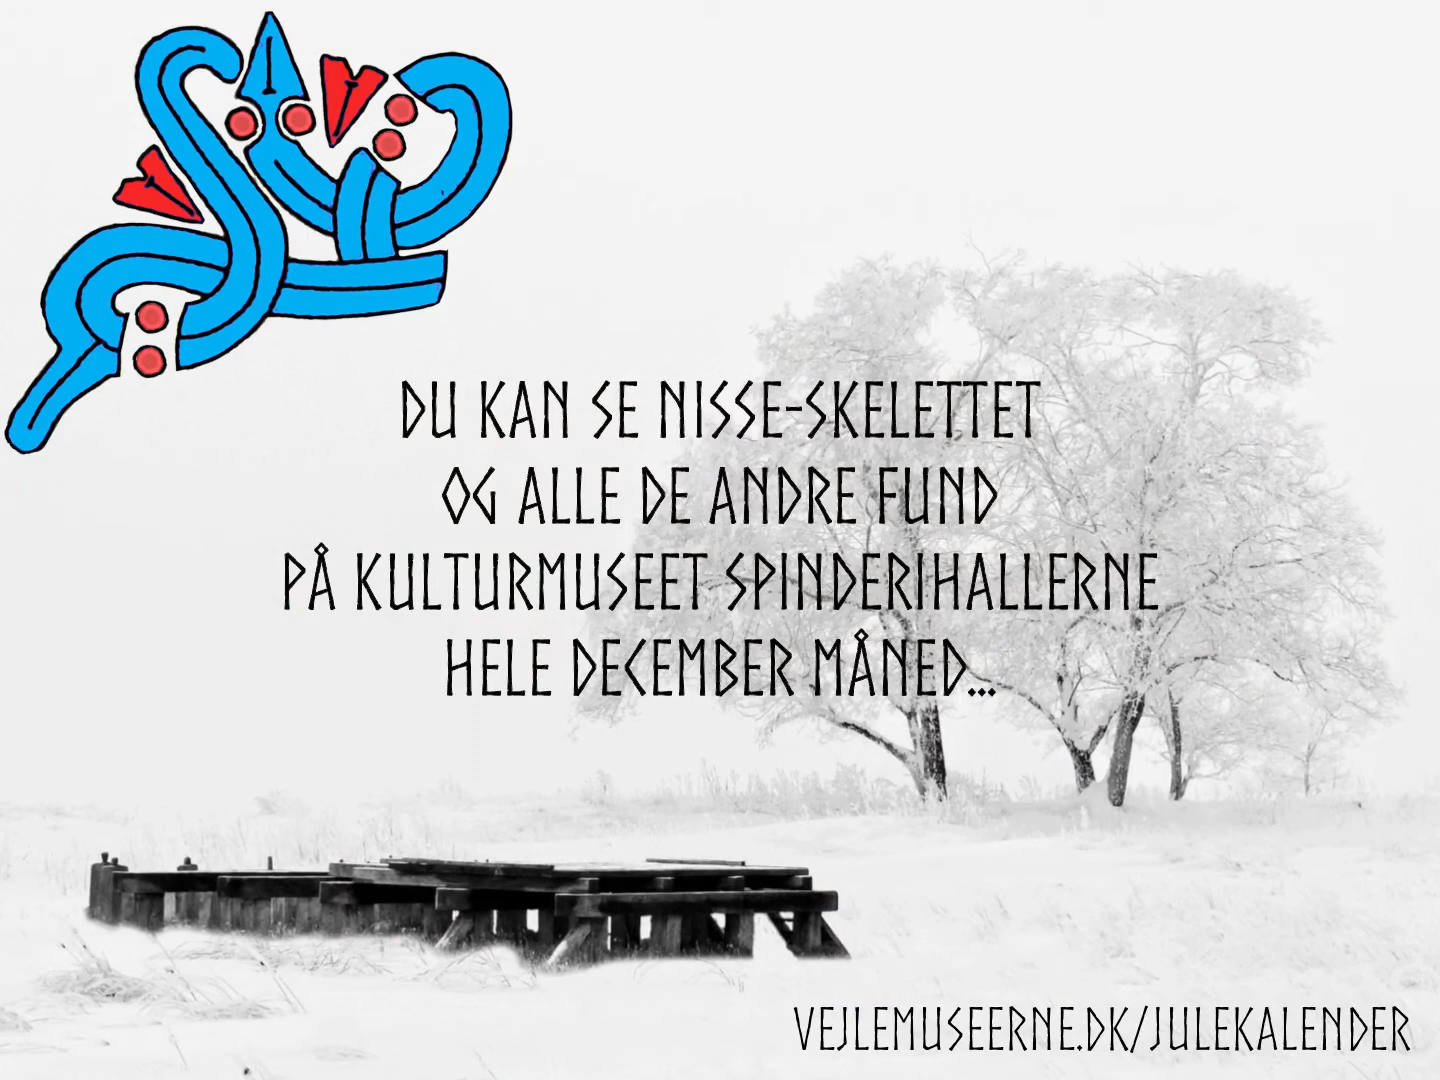 DU KAN SE NISSE-SKELETTET
OG ALLE DE ANDRE FUND
PÅ KULTURMUSEET SPINDERIHALLERNE
HELE DECEMBER MÅNED...
VEJLEMUSEERNE.DK/JULEKALENDER